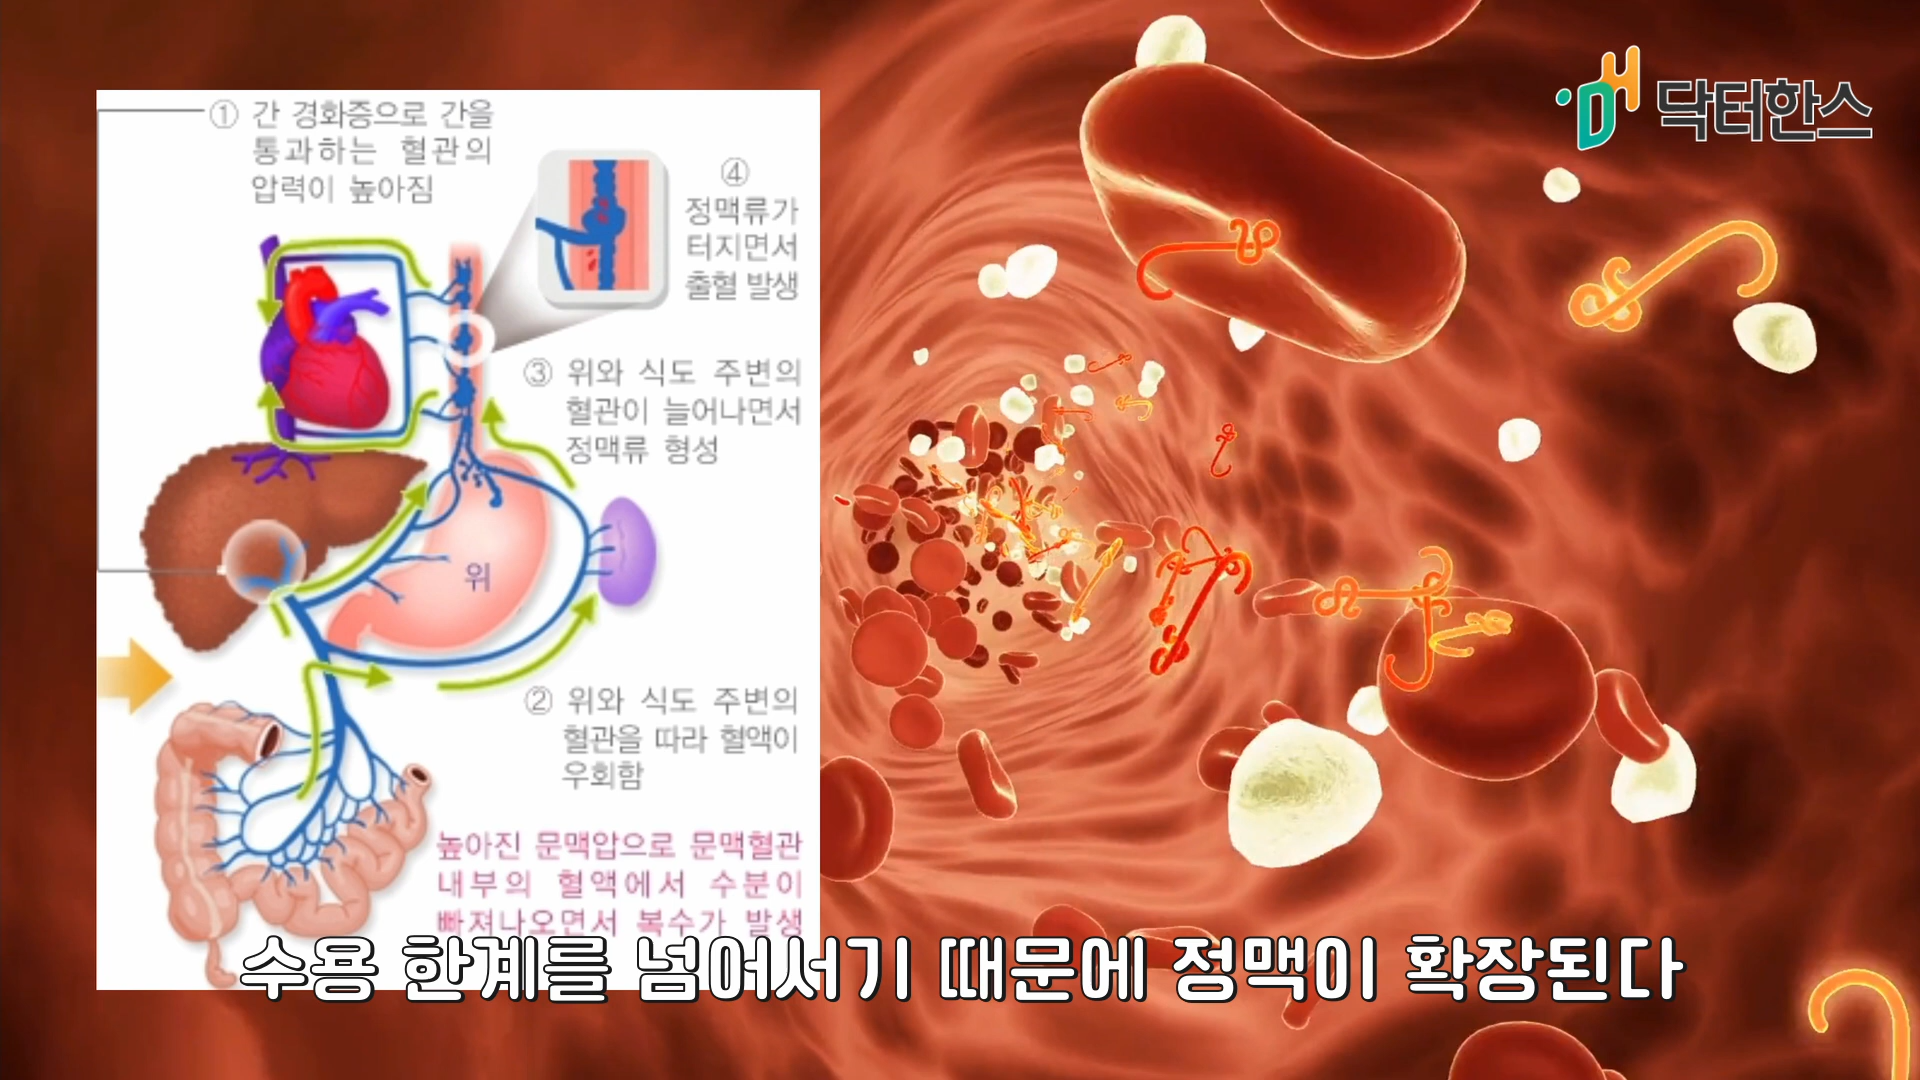 ① 간 경화증으로 간을
통과하는 혈관의
압력이 높아짐
④
정맥류가
터지면서
출혈 발생
③ 위와 식도 주변의
혈관이 늘어나면서
정맥류 형성
위
② 위와 식도 주변의
혈관을 따라 혈액이
우회함
높아진 문맥압으로 문맥혈관
내부의 혈액에서 수분이
빠져나오면서 복수가 발생
수용 한계를 넘어서기 때문에 정맥이 확장된다
DH 닥터한스